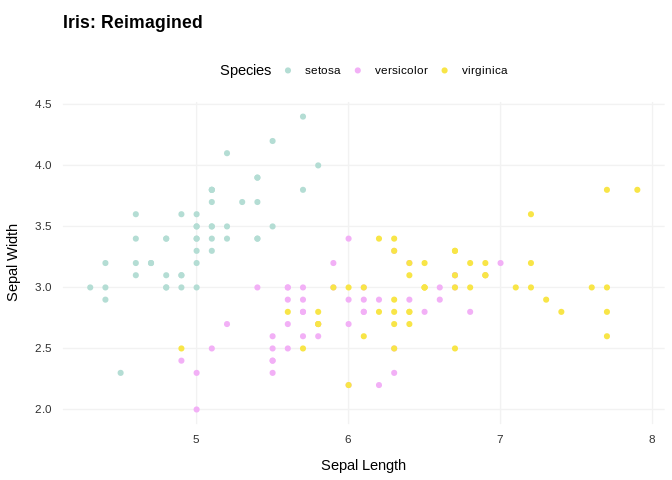 Iris: Reimagined
Species setosa versicolor virginica
4.5
4.0
3.5
3.0
2.5
2.0
Sepal Width
5 6 7 8
Sepal Length